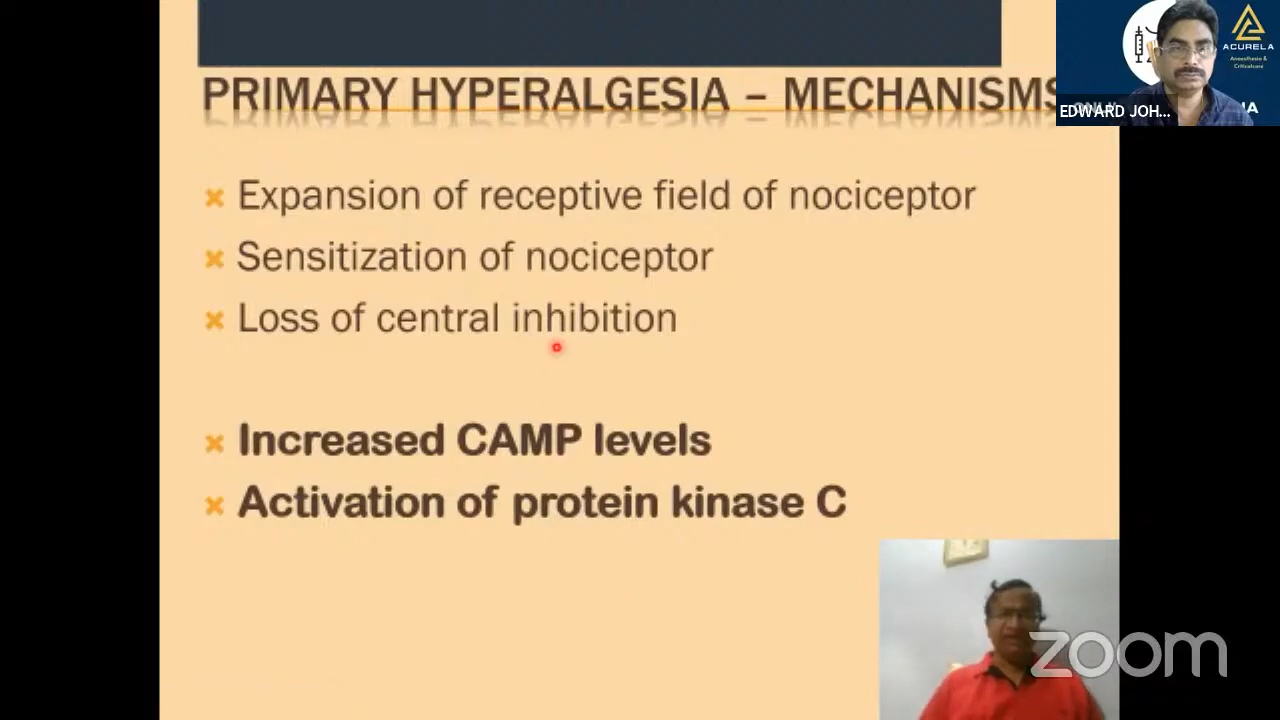 PRIMARY HYPERALGESIA – MECHANISMS
Expansion of receptive field of nociceptor
Sensitization of nociceptor
Loss of central inhibition
Increased CAMP levels
Activation of protein kinase C
ACURELA
Anaesthesia &
Criticalcare
EDWARD JOH...
zoom